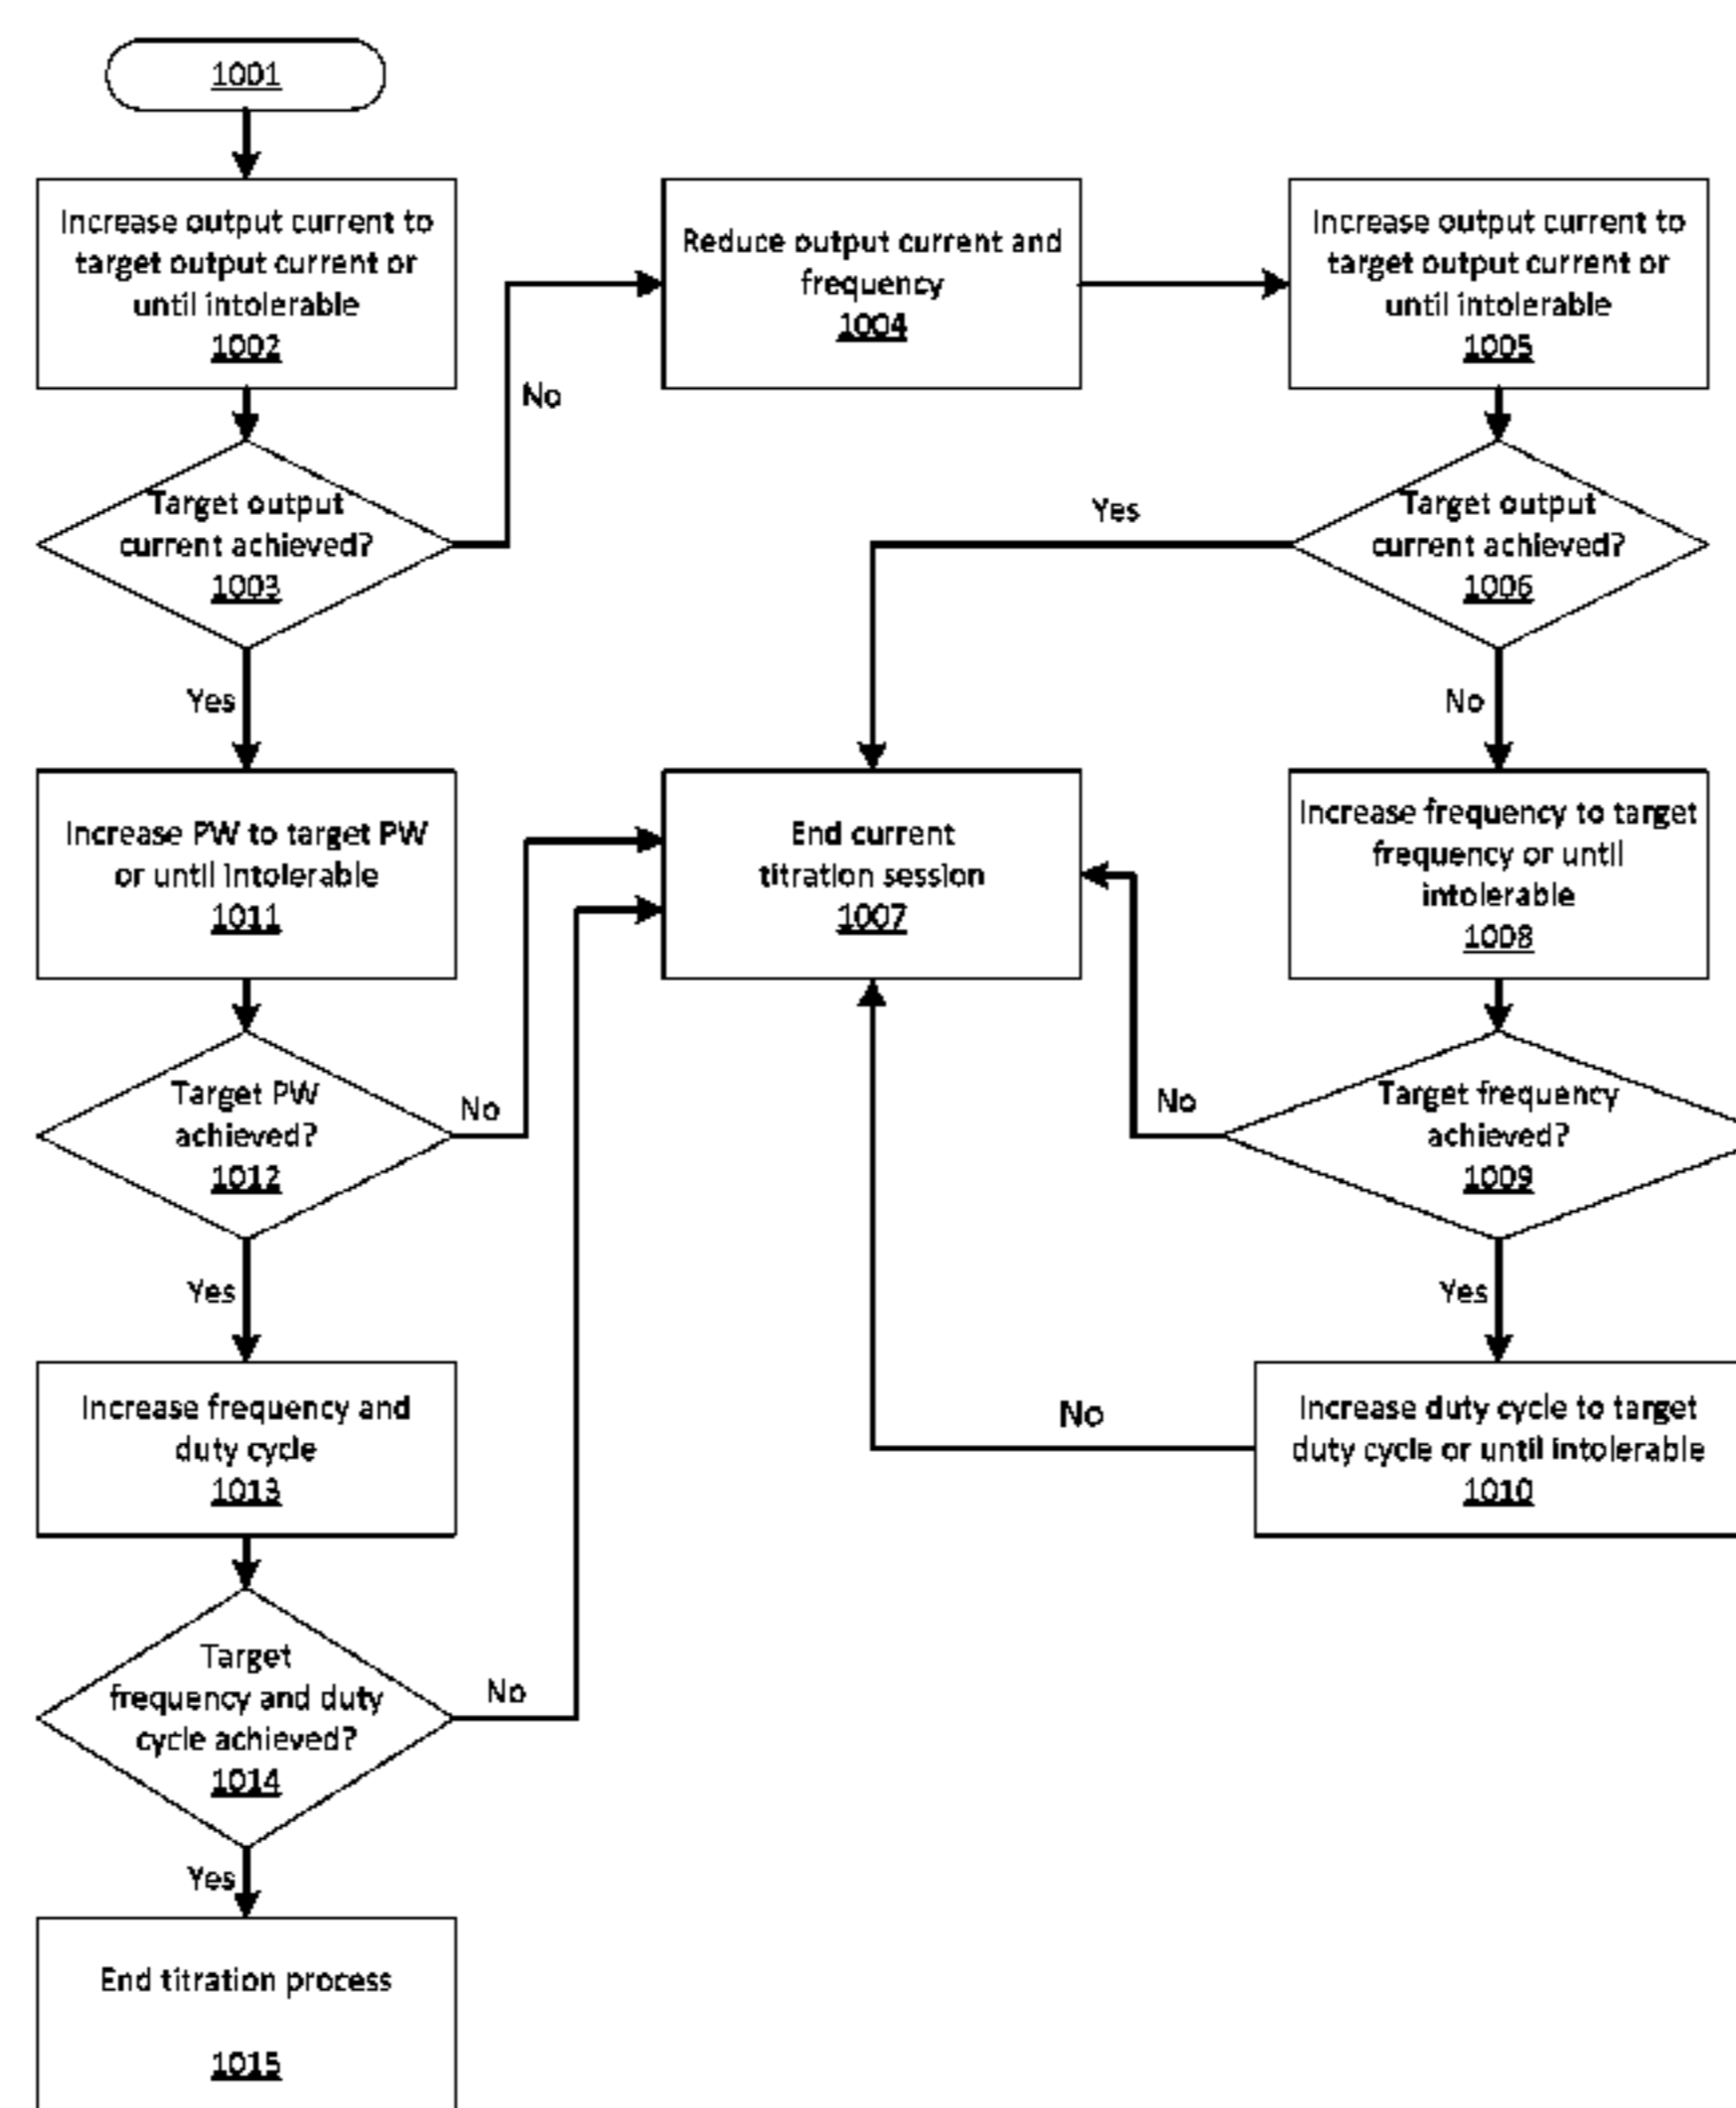 1001
Increase output current to
target output current or
until intolerable
1002
Reduce output current and
frequency
1004
Increase output current to
target output current or
until intolerable
1005
No
Target output
current achieved?
1003
Yes
Target output
current achieved?
1006
Yes
No
Increase PW to target PW
or until intolerable
1011
End current
titration session
1007
Increase frequency to target
frequency or until
intolerable
1008
Target PW
achieved?
1012
No
No
Target frequency
achieved?
1009
Yes
Yes
Increase frequency and
duty cycle
1013
No
Increase duty cycle to target
duty cycle or until intolerable
1010
Target
frequency and duty
cycle achieved?
1014
No
Yes
End titration process
1015